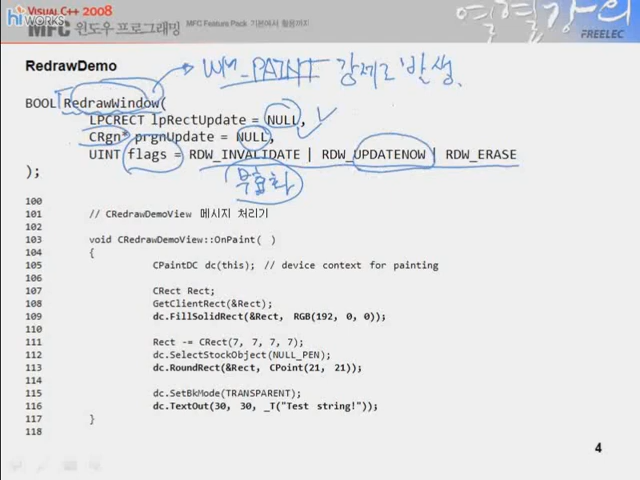 VISUAL C++ 2008
MFC 윈도우 프로그래밍 MFC Feature Pack 기본에서 활용까지
hiWORKS
열혈강의
FREELEC
RedrawDemo
WM_PAINT 강제로 발생.
BOOL RedrawWindow(
LPCRECT lpRectUpdate = NULL,
CRgn* prgnUpdate = NULL,
UINT flags = RDW_INVALIDATE | RDW_UPDATENOW | RDW_ERASE
);
무효화
100
101 // CRedrawDemoView 메시지 처리기
102
103 void CRedrawDemoView::OnPaint( )
104 {
105 CPaintDC dc(this); // device context for painting
106
107 CRect Rect;
108 GetClientRect(&Rect);
109 dc.FillSolidRect(&Rect, RGB(192, 0, 0));
110
111 Rect -= CRect(7, 7, 7, 7);
112 dc.SelectStockObject(NULL_PEN);
113 dc.RoundRect(&Rect, CPoint(21, 21));
114
115 dc.SetBkMode(TRANSPARENT);
116 dc.TextOut(30, 30, _T("Test string!"));
117 }
118
4